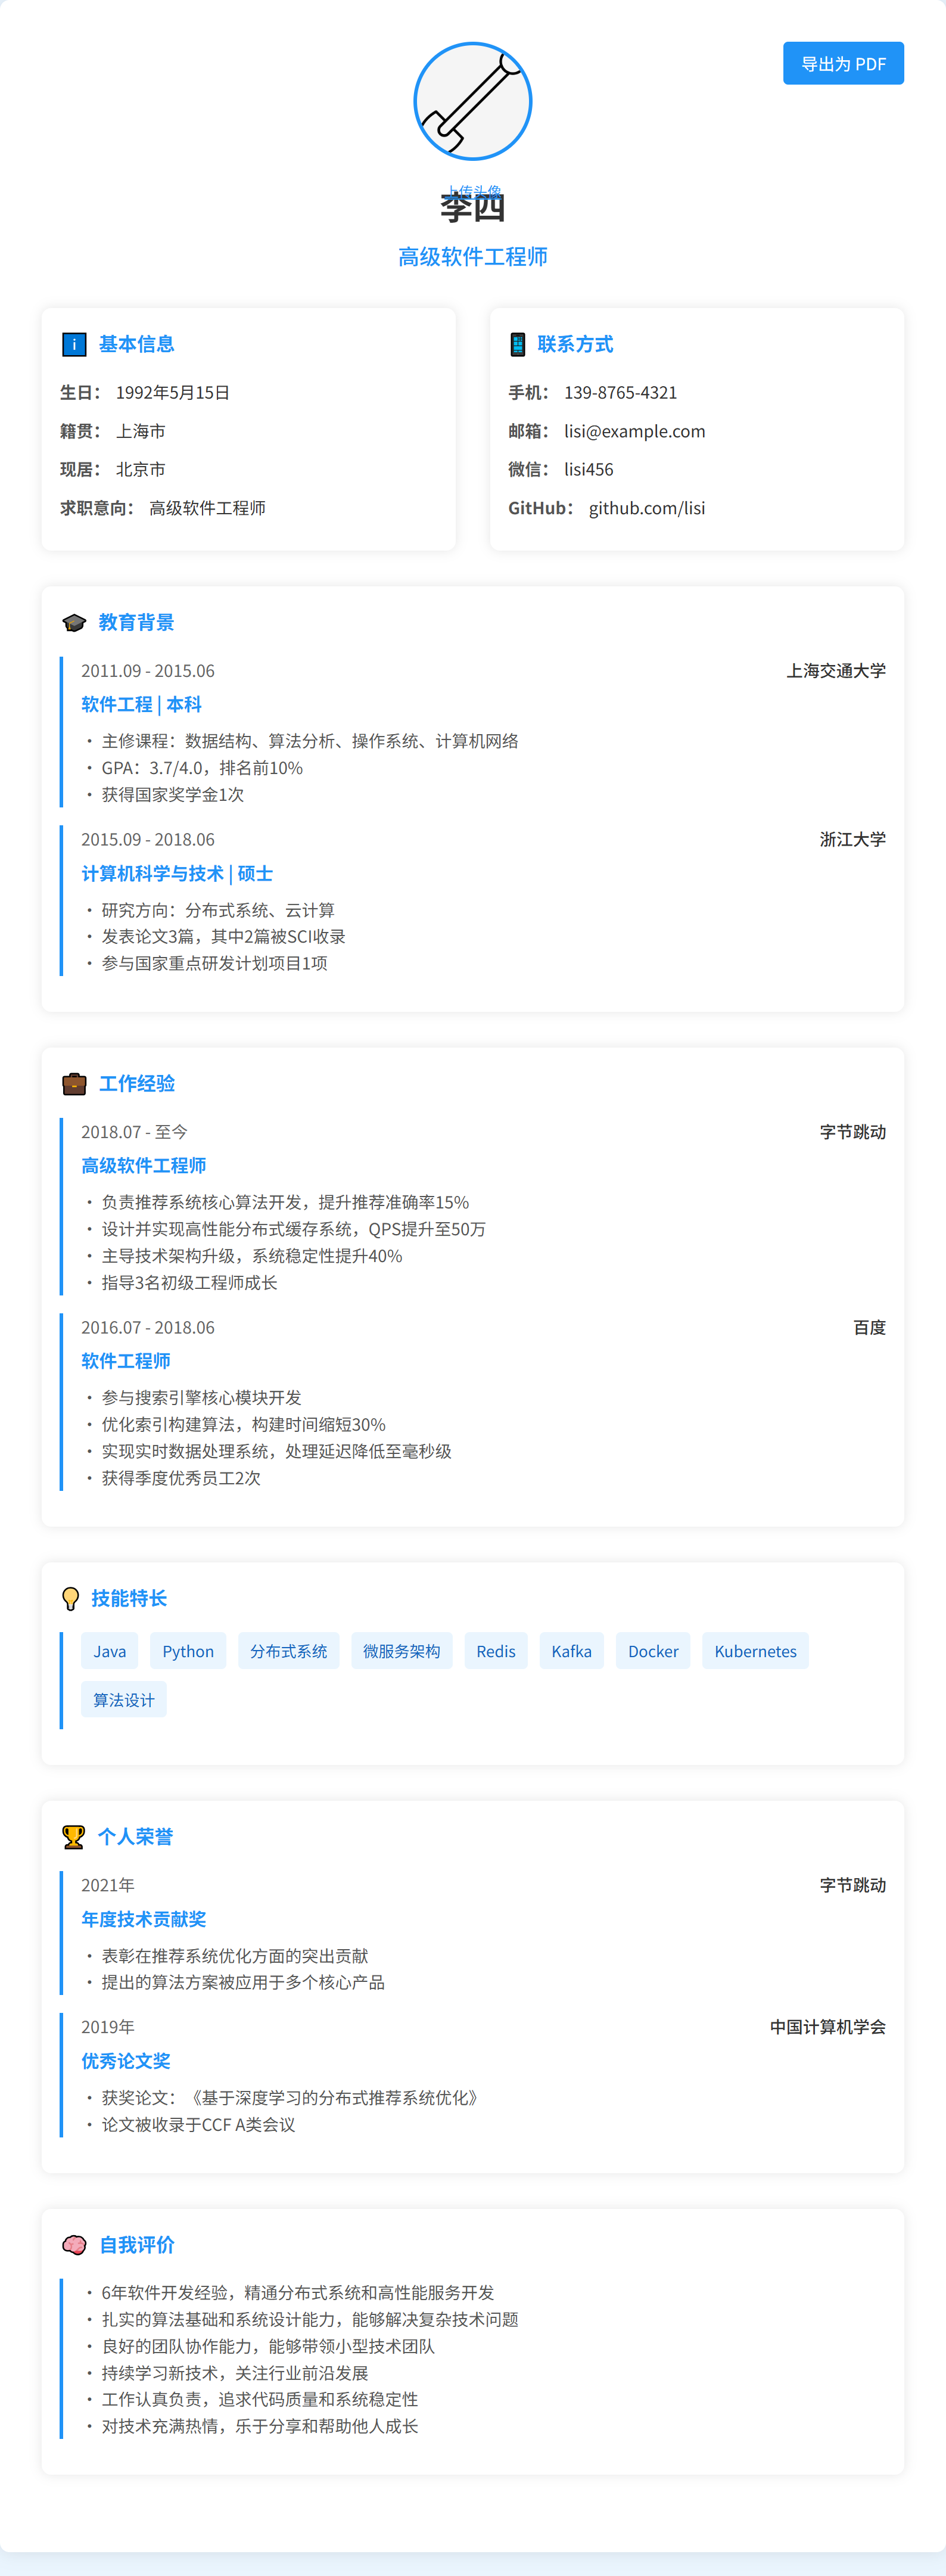 导出为 PDF
上传头像
李四
高级软件工程师
基本信息
生日： 1992年5月15日
籍贯： 上海市
现居： 北京市
求职意向： 高级软件工程师
联系方式
手机： 139-8765-4321
邮箱： lisi@example.com
微信： lisi456
GitHub： github.com/lisi
教育背景
2011.09 - 2015.06 上海交通大学
软件工程 | 本科
• 主修课程：数据结构、算法分析、操作系统、计算机网络
• GPA：3.7/4.0，排名前10%
• 获得国家奖学金1次
2015.09 - 2018.06 浙江大学
计算机科学与技术 | 硕士
• 研究方向：分布式系统、云计算
• 发表论文3篇，其中2篇被SCI收录
• 参与国家重点研发计划项目1项
工作经验
2018.07 - 至今 字节跳动
高级软件工程师
• 负责推荐系统核心算法开发，提升推荐准确率15%
• 设计并实现高性能分布式缓存系统，QPS提升至50万
• 主导技术架构升级，系统稳定性提升40%
• 指导3名初级工程师成长
2016.07 - 2018.06 百度
软件工程师
• 参与搜索引擎核心模块开发
• 优化索引构建算法，构建时间缩短30%
• 实现实时数据处理系统，处理延迟降低至毫秒级
• 获得季度优秀员工2次
技能特长
Java Python 分布式系统 微服务架构 Redis Kafka Docker Kubernetes
算法设计
个人荣誉
2021年 字节跳动
年度技术贡献奖
• 表彰在推荐系统优化方面的突出贡献
• 提出的算法方案被应用于多个核心产品
2019年 中国计算机学会
优秀论文奖
• 获奖论文：《基于深度学习的分布式推荐系统优化》
• 论文被收录于CCF A类会议
自我评价
• 6年软件开发经验，精通分布式系统和高性能服务开发
• 扎实的算法基础和系统设计能力，能够解决复杂技术问题
• 良好的团队协作能力，能够带领小型技术团队
• 持续学习新技术，关注行业前沿发展
• 工作认真负责，追求代码质量和系统稳定性
• 对技术充满热情，乐于分享和帮助他人成长